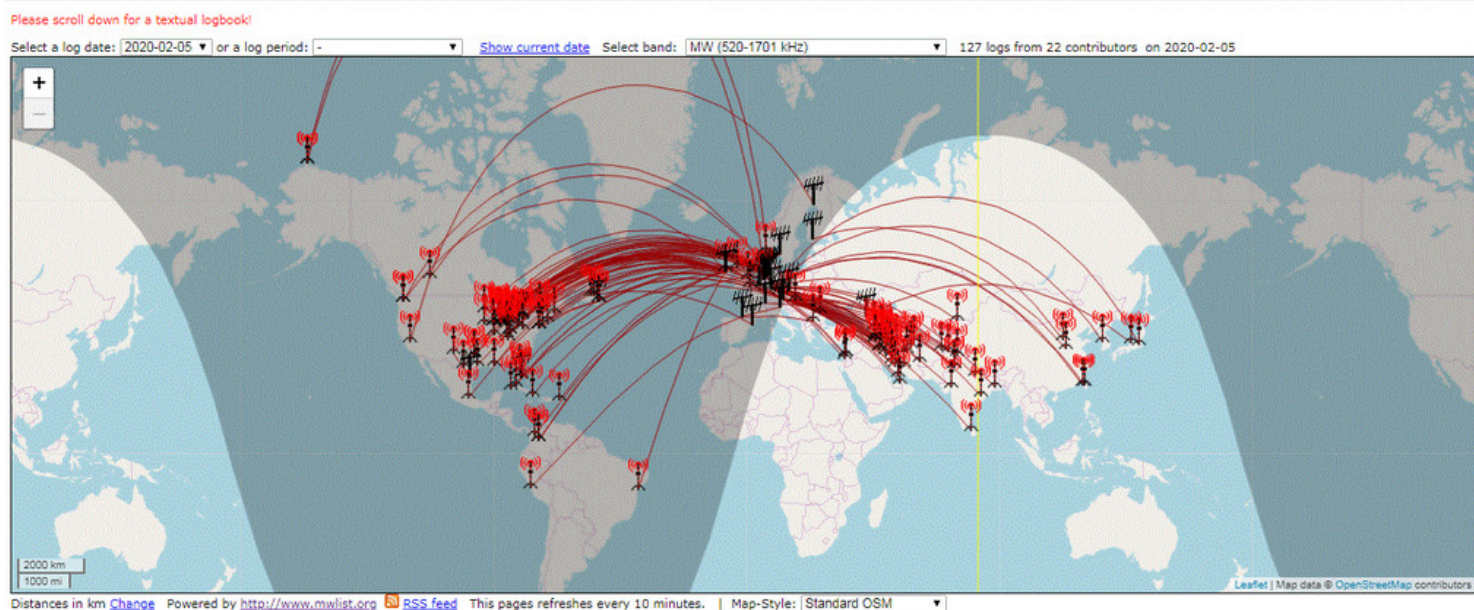 Please scroll down for a textual logbook!
Select a log date: 2020-02-05 or a log period: - Show current date Select band: MW (520-1701 kHz) 127 logs from 22 contributors on 2020-02-05
+
−
2000 km
1000 mi
Leaflet | Map data © OpenStreetMap contributors
Distances in km Change Powered by http://www.mwlist.org RSS feed This pages refreshes every 10 minutes. | Map-Style: Standard OSM